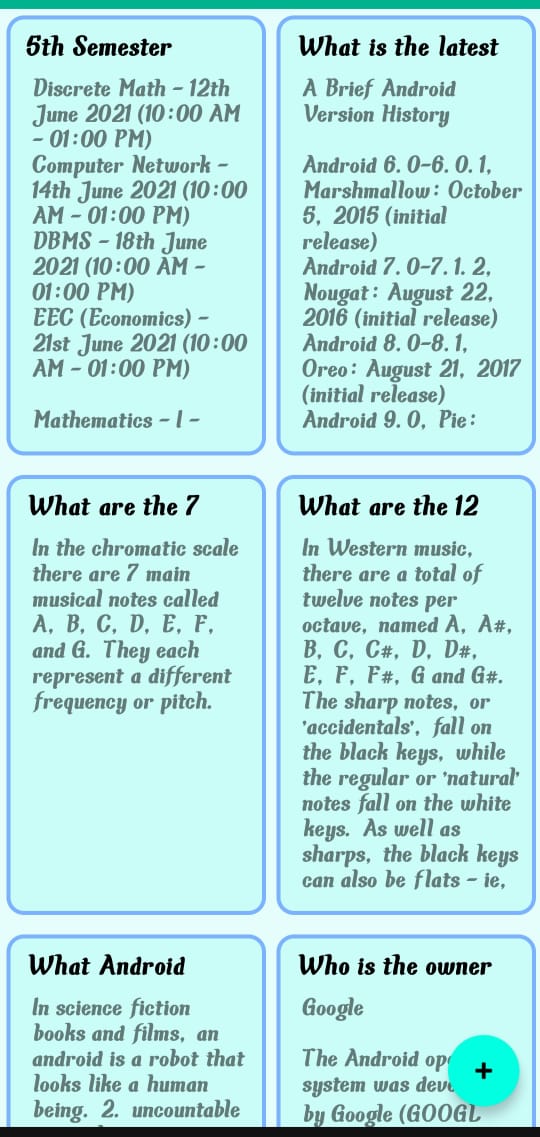 5th Semester
Discrete Math - 12th
June 2021 (10:00 AM
- 01:00 PM)
Computer Network -
14th June 2021 (10:00
AM - 01:00 PM)
DBMS - 18th June
2021 (10:00 AM -
01:00 PM)
EEC (Economics) -
21st June 2021 (10:00
AM - 01:00 PM)
Mathematics - I -
What is the latest
A Brief Android
Version History
Android 6.0-6.0.1,
Marshmallow: October
5, 2015 (initial
release)
Android 7.0-7.1.2,
Nougat: August 22,
2016 (initial release)
Android 8.0-8.1,
Oreo: August 21, 2017
(initial release)
Android 9.0, Pie:
What are the 7
In the chromatic scale
there are 7 main
musical notes called
A, B, C, D, E, F,
and G. They each
represent a different
frequency or pitch.
What are the 12
In Western music,
there are a total of
twelve notes per
octave, named A, A#,
B, C, C#, D, D#,
E, F, F#, G and G#.
The sharp notes, or
'accidentals', fall on
the black keys, while
the regular or 'natural'
notes fall on the white
keys. As well as
sharps, the black keys
can also be flats - ie,
What Android
In science fiction
books and films, an
android is a robot that
looks like a human
being. 2. uncountable
Who is the owner
Google
The Android
system was
by Google (GOOGL
+